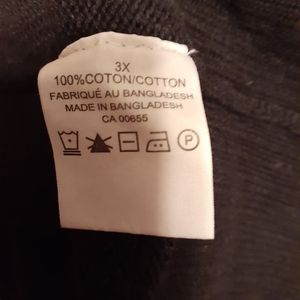 3X
100%COTON/COTTON
FABRIQUÉ AU BANGLADESH
MADE IN BANGLADESH
CA 00655
P